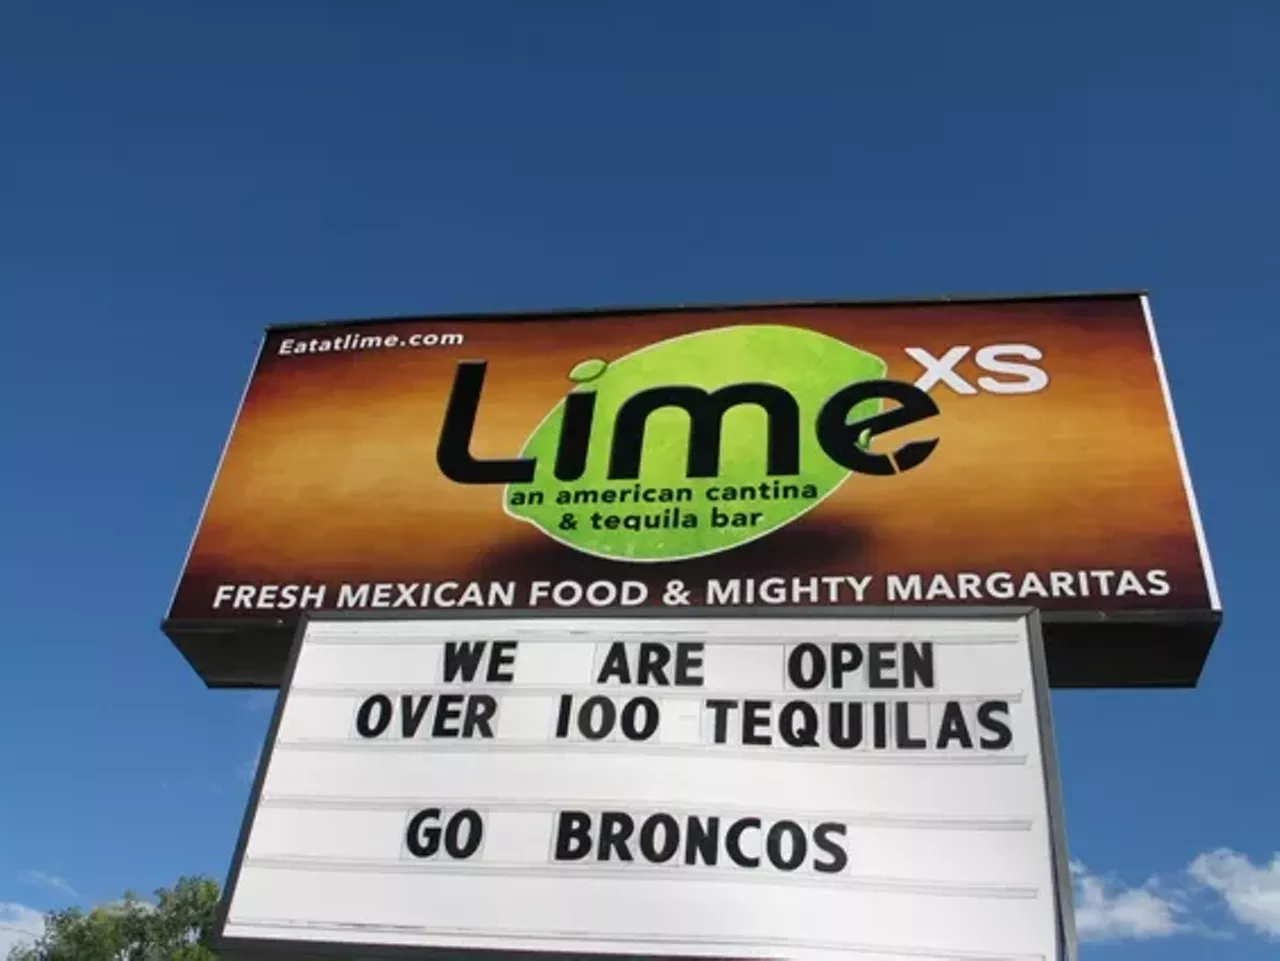 Eatatlime.com
Lime XS
an american cantina
& tequila bar
FRESH MEXICAN FOOD & MIGHTY MARGARITAS
WE ARE OPEN
OVER 100 TEQUILAS
GO BRONCOS